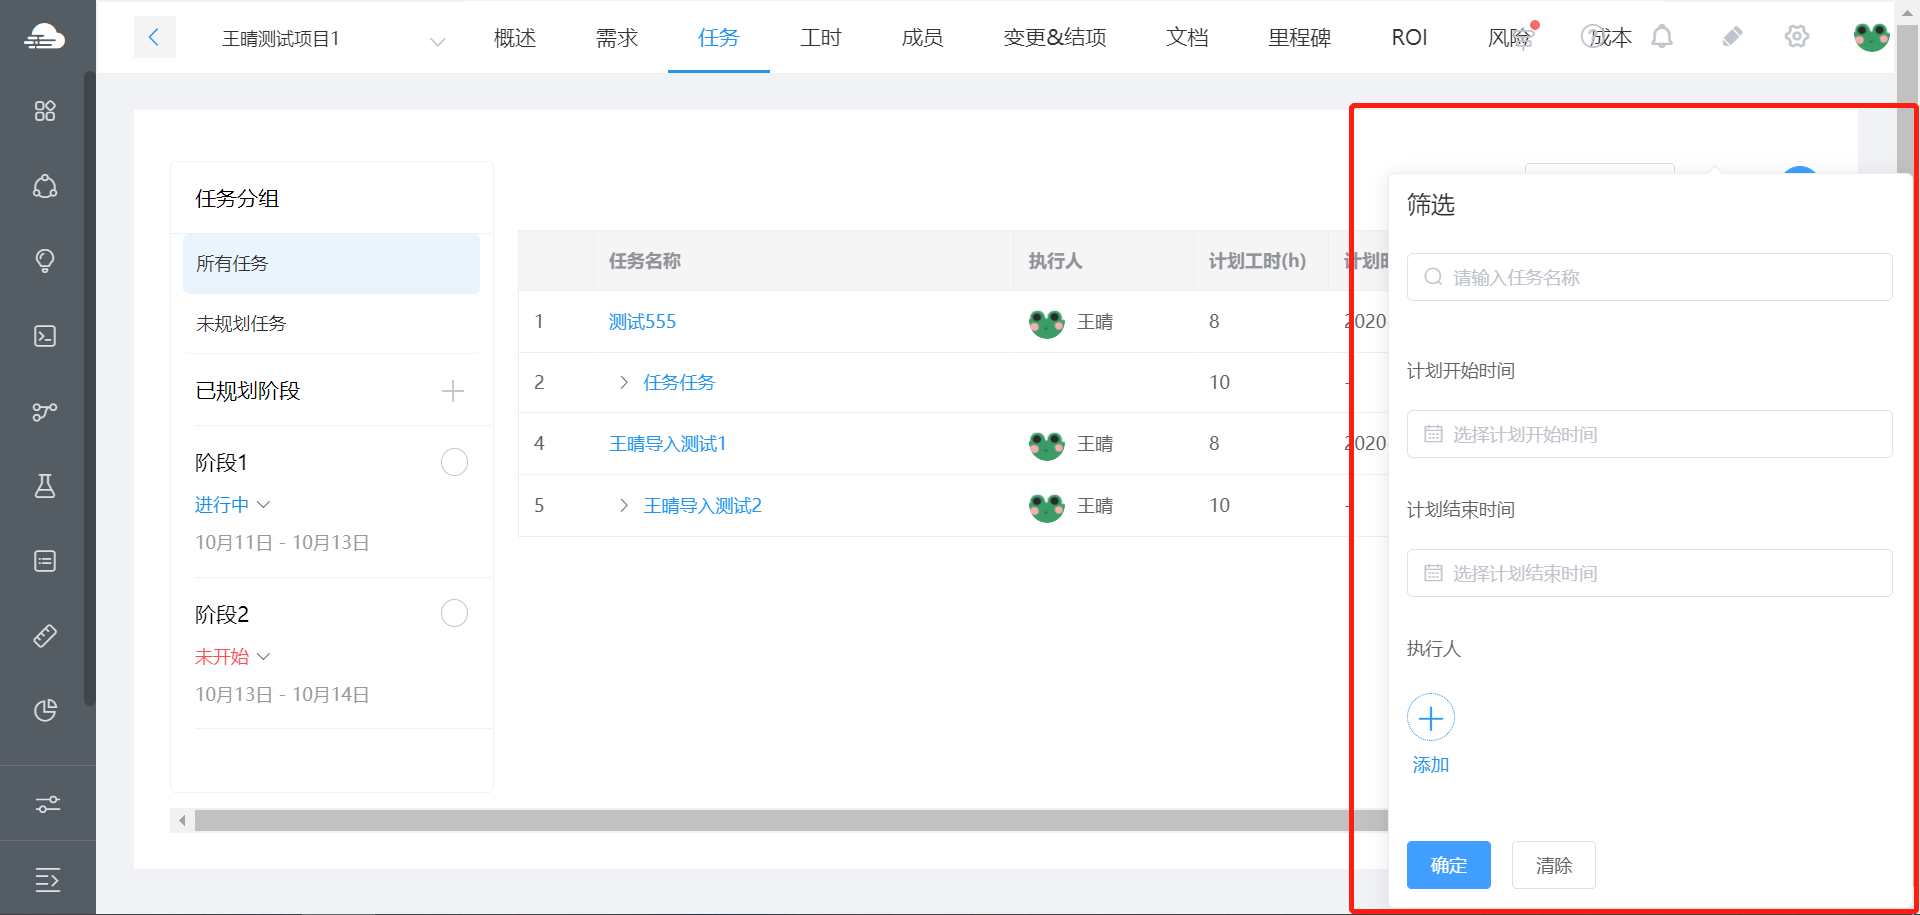 王晴测试项目1
概述
需求
任务
工时
成员
变更&结项
文档
里程碑
ROI
风险
成本
任务分组
所有任务
未规划任务
已规划阶段
阶段1
进行中
10月11日 - 10月13日
阶段2
未开始
10月13日 - 10月14日
任务名称
执行人
计划工时(h)
计划时
1
测试555
王晴
8
2020-
2
任务任务
10
-
4
王晴导入测试1
王晴
8
2020-
5
王晴导入测试2
王晴
10
-
筛选
请输入任务名称
计划开始时间
选择计划开始时间
计划结束时间
选择计划结束时间
执行人
添加
确定
清除